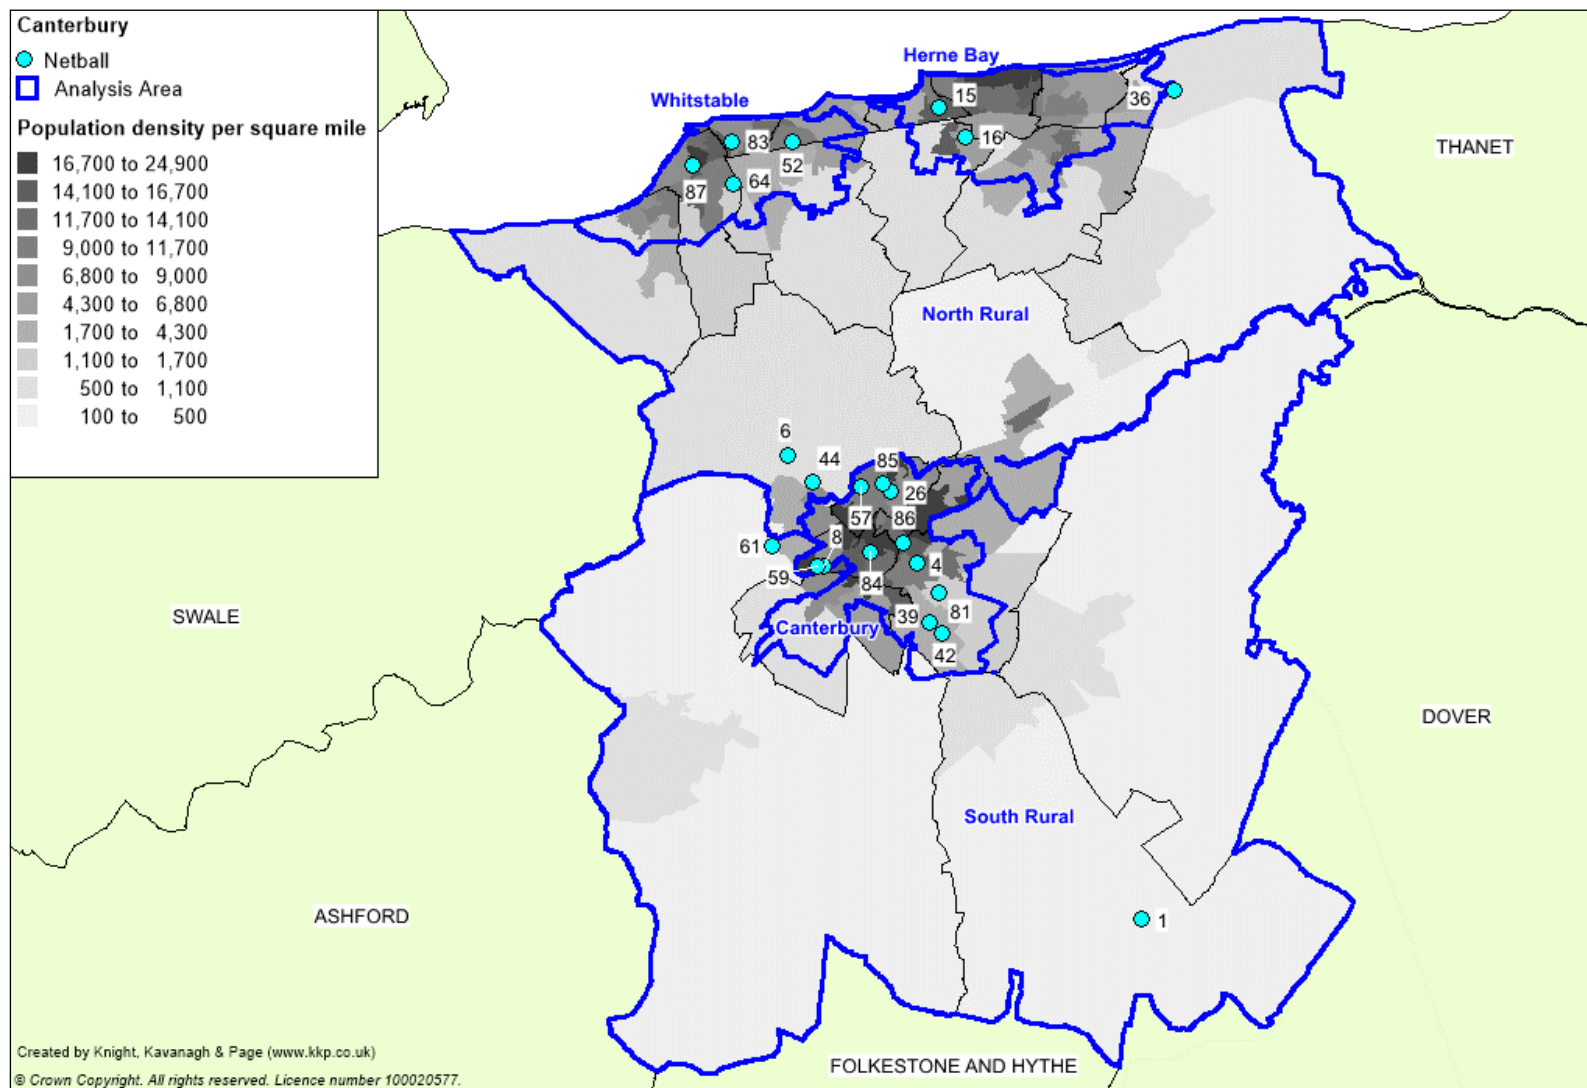 Canterbury
Netball
Analysis Area
Population density per square mile
16,700 to 24,900
14,100 to 16,700
11,700 to 14,100
9,000 to 11,700
6,800 to 9,000
4,300 to 6,800
1,700 to 4,300
1,100 to 1,700
500 to 1,100
100 to 500
Herne Bay
Whitstable
15
36
83
52
16
THANET
87
64
North Rural
6
44
85
26
57
86
8
61
59
84
4
SWALE
39
81
Canterbury
42
DOVER
South Rural
ASHFORD
1
Created by Knight, Kavanagh & Page (www.kkp.co.uk)
FOLKESTONE AND HYTHE
© Crown Copyright. All rights reserved. Licence number 100020577.